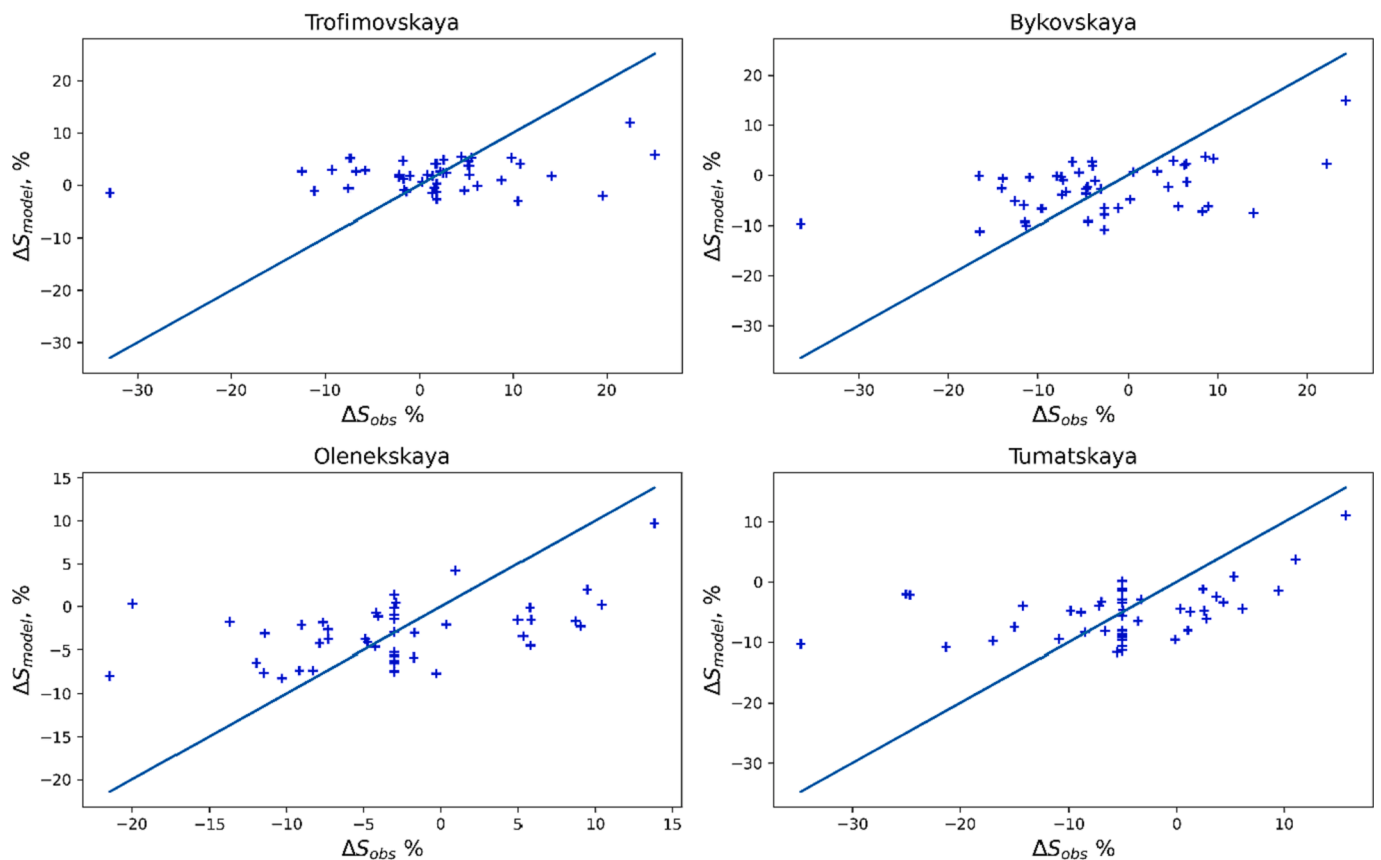 Trofimovskaya
20
10
0
−10
−20
−30
ΔS_model, %
−30 −20 −10 0 10 20
ΔS_obs %
Bykovskaya
20
10
0
−10
−20
−30
ΔS_model, %
−30 −20 −10 0 10 20
ΔS_obs %
Olenekskaya
15
10
5
0
−5
−10
−15
−20
ΔS_model, %
−20 −15 −10 −5 0 5 10 15
ΔS_obs %
Tumatskaya
10
0
−10
−20
−30
ΔS_model, %
−30 −20 −10 0 10
ΔS_obs %